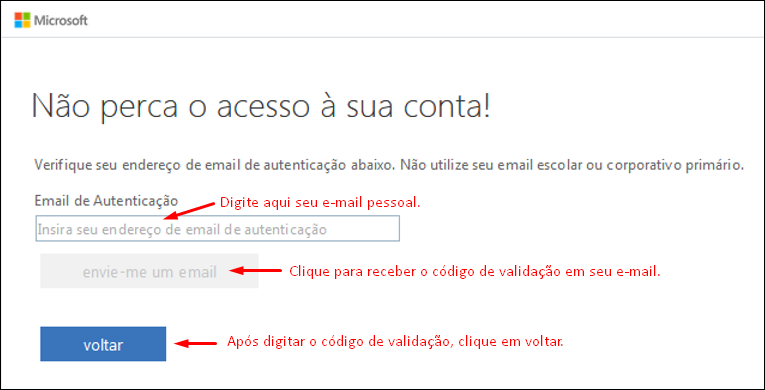 Microsoft
Não perca o acesso à sua conta!
Verifique seu endereço de email de autenticação abaixo. Não utilize seu email escolar ou corporativo primário.
Email de Autenticação
Digite aqui seu e-mail pessoal.
Insira seu endereço de email de autenticação
envie-me um email
Clique para receber o código de validação em seu e-mail.
voltar
Após digitar o código de validação, clique em voltar.